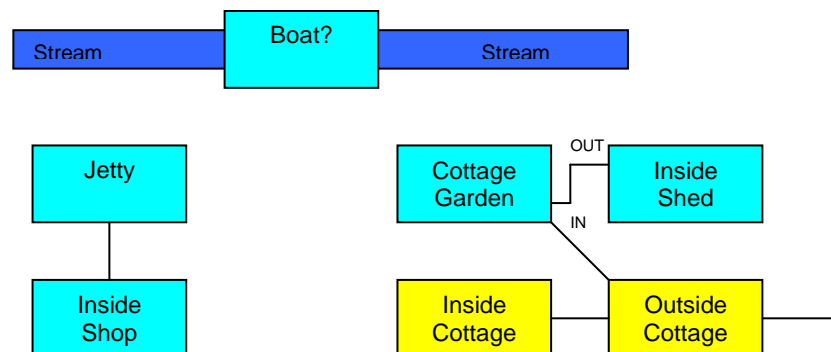 Boat?
Stream
Stream
Jetty
Cottage
Garden
OUT
Inside
Shed
IN
Inside
Shop
Inside
Cottage
Outside
Cottage